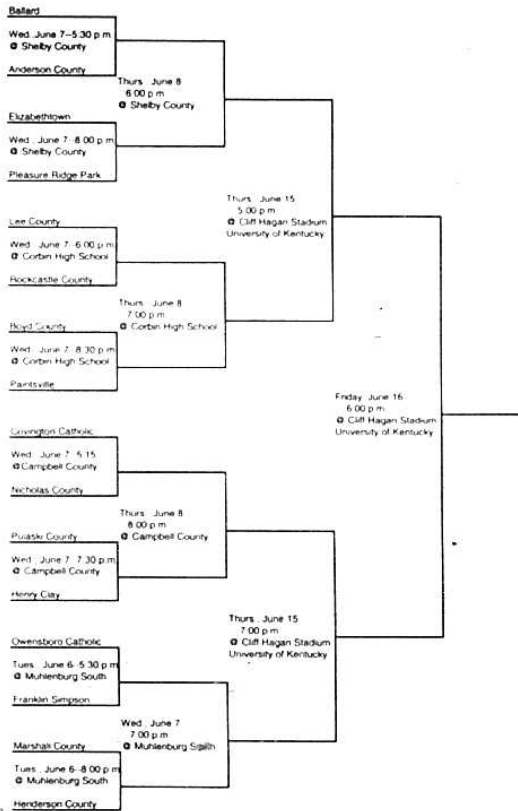 Ballard
Wed. June 7--5:30 p.m.
@ Shelby County
Anderson County
Thurs. June 8
6:00 p.m.
@ Shelby County
Elizabethtown
Wed. June 7--8:00 p.m.
@ Shelby County
Pleasure Ridge Park
Thurs. June 15
5:00 p.m.
@ Cliff Hagan Stadium
University of Kentucky
Lee County
Wed. June 7--6:00 p.m.
@ Corbin High School
Rockcastle County
Thurs. June 8
7:00 p.m.
@ Corbin High School
Boyd County
Wed. June 7--8:30 p.m.
@ Corbin High School
Paintsville
Friday, June 16
6:00 p.m.
@ Cliff Hagan Stadium
University of Kentucky
Covington Catholic
Wed. June 7--5:15
@ Campbell County
Nicholas County
Thurs. June 8
8:00 p.m.
@ Campbell County
Pulaski County
Wed. June 7--7:30 p.m.
@ Campbell County
Henry Clay
Thurs. June 15
7:00 p.m.
@ Cliff Hagan Stadium
University of Kentucky
Owensboro Catholic
Tues. June 6--5:30 p.m.
@ Muhlenburg South
Franklin Simpson
Wed. June 7
7:00 p.m.
@ Muhlenburg South
Marshall County
Tues. June 6--8:00 p.m.
@ Muhlenburg South
Henderson County